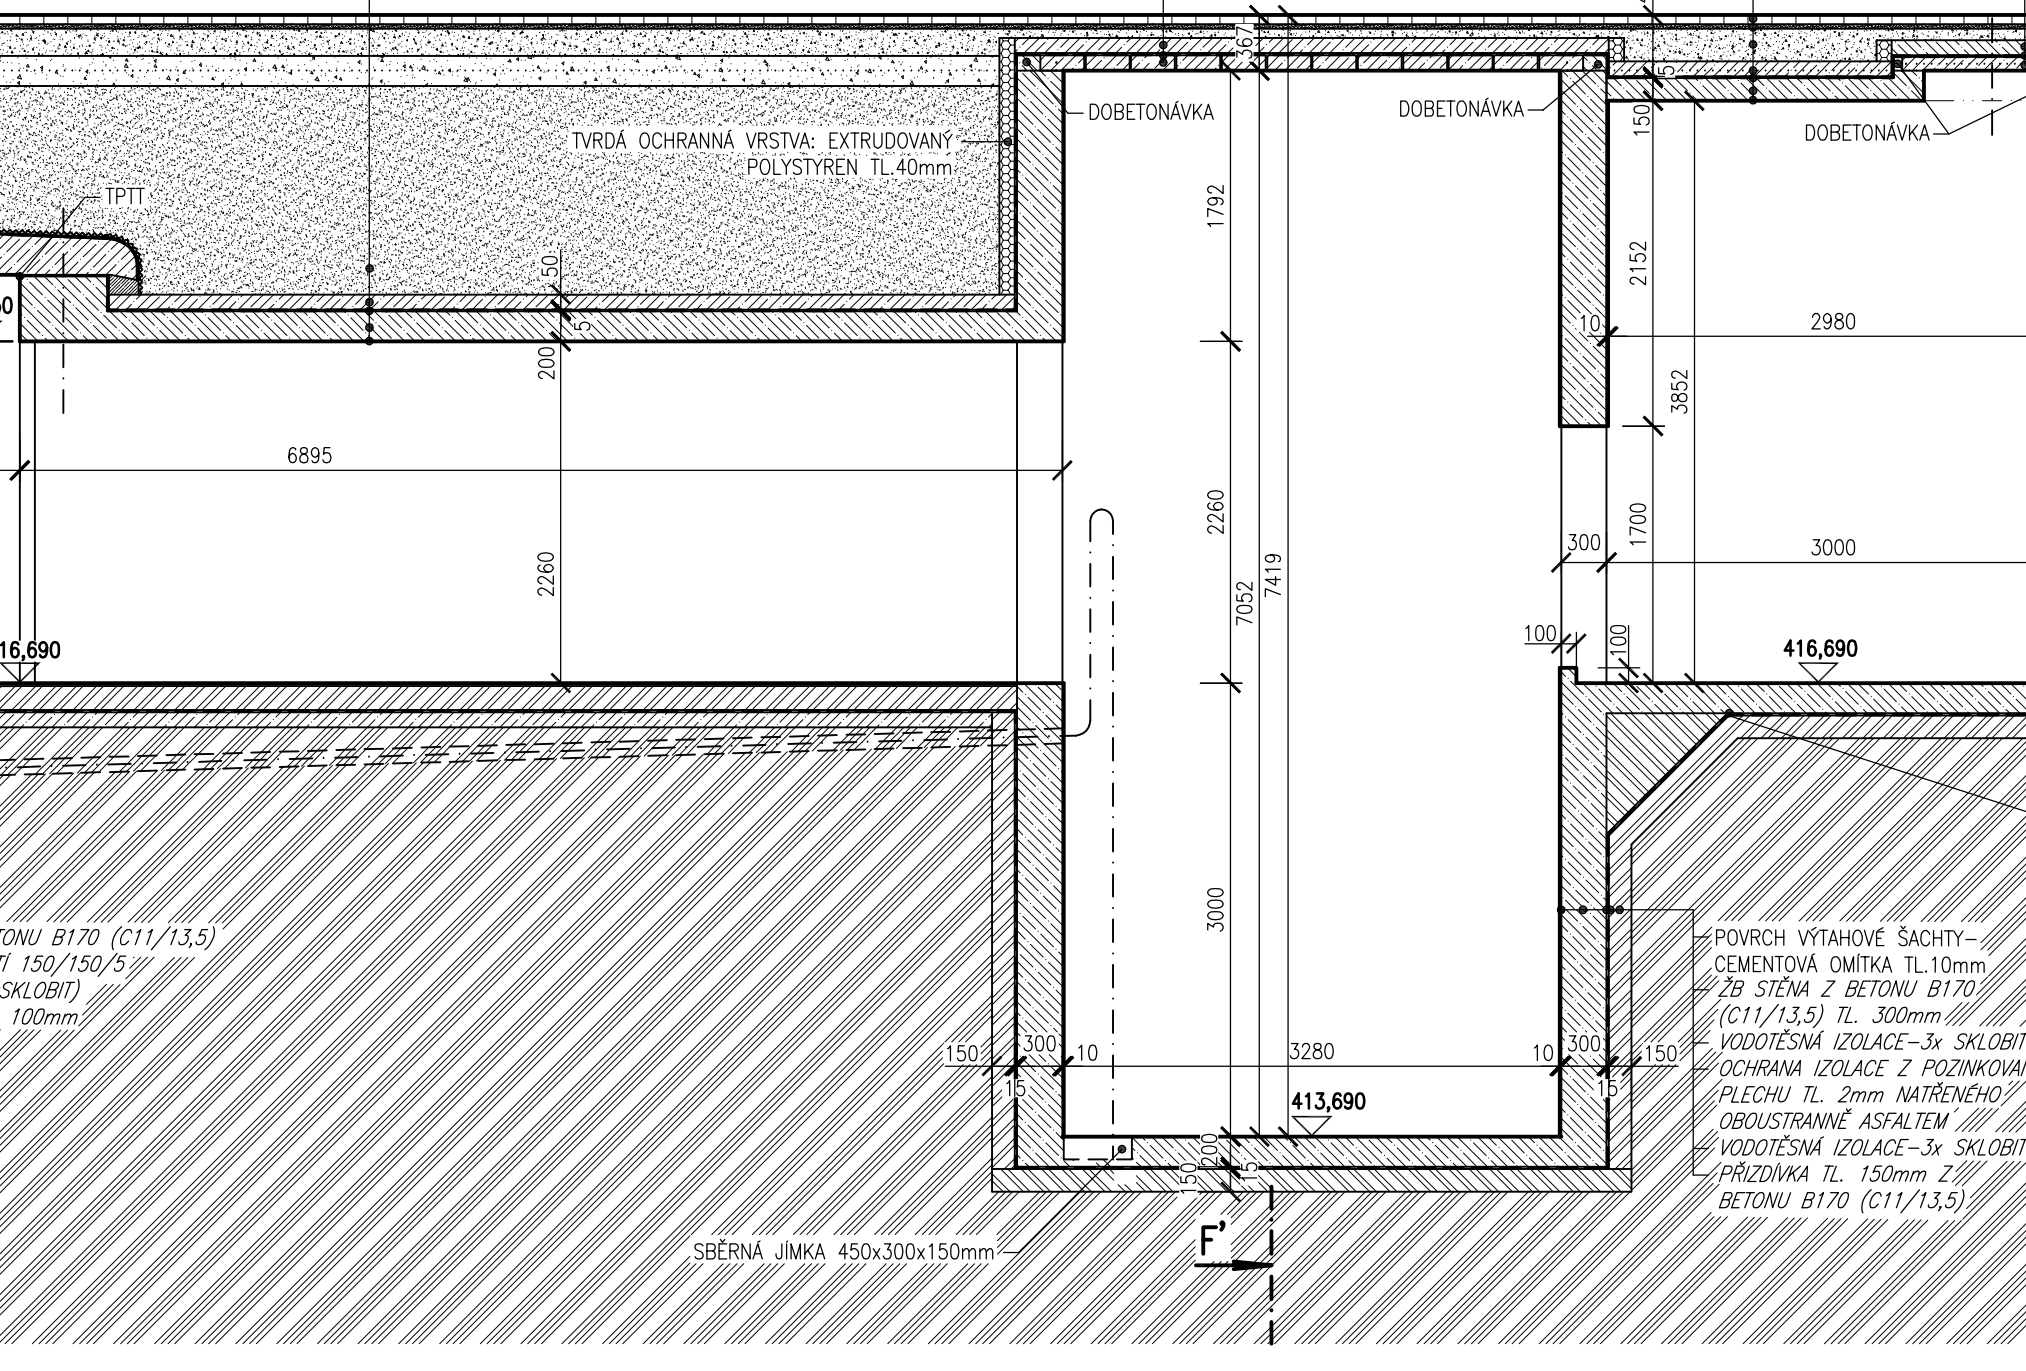 367
5
DOBETONÁVKA
DOBETONÁVKA
150
DOBETONÁVKA
TVRDÁ OCHRANNÁ VRSTVA: EXTRUDOVANÝ
POLYSTYREN TL.40mm
TPTT
1792
2152
50
5
200
10
2980
3852
6895
2260
2260
7052
7419
1700
300
3000
100
100
16,690
416,690
3000
TONU B170 (C11/13,5)
TÍ 150/150/5
SKLOBIT)
100mm
POVRCH VÝTAHOVÉ ŠACHTY-
CEMENTOVÁ OMÍTKA TL.10mm
ŽB STĚNA Z BETONU B170
(C11/13,5) TL. 300mm
VODOTĚSNÁ IZOLACE-3x SKLOBIT
OCHRANA IZOLACE Z POZINKOVA
PLECHU TL. 2mm NATŘENÉHO
OBOUSTRANNĚ ASFALTEM
VODOTĚSNÁ IZOLACE-3x SKLOBIT
PŘIZDÍVKA TL. 150mm Z
BETONU B170 (C11/13,5)
150
300
10
3280
10
300
150
15
15
413,690
200
150
15
SBĚRNÁ JÍMKA 450x300x150mm
F'